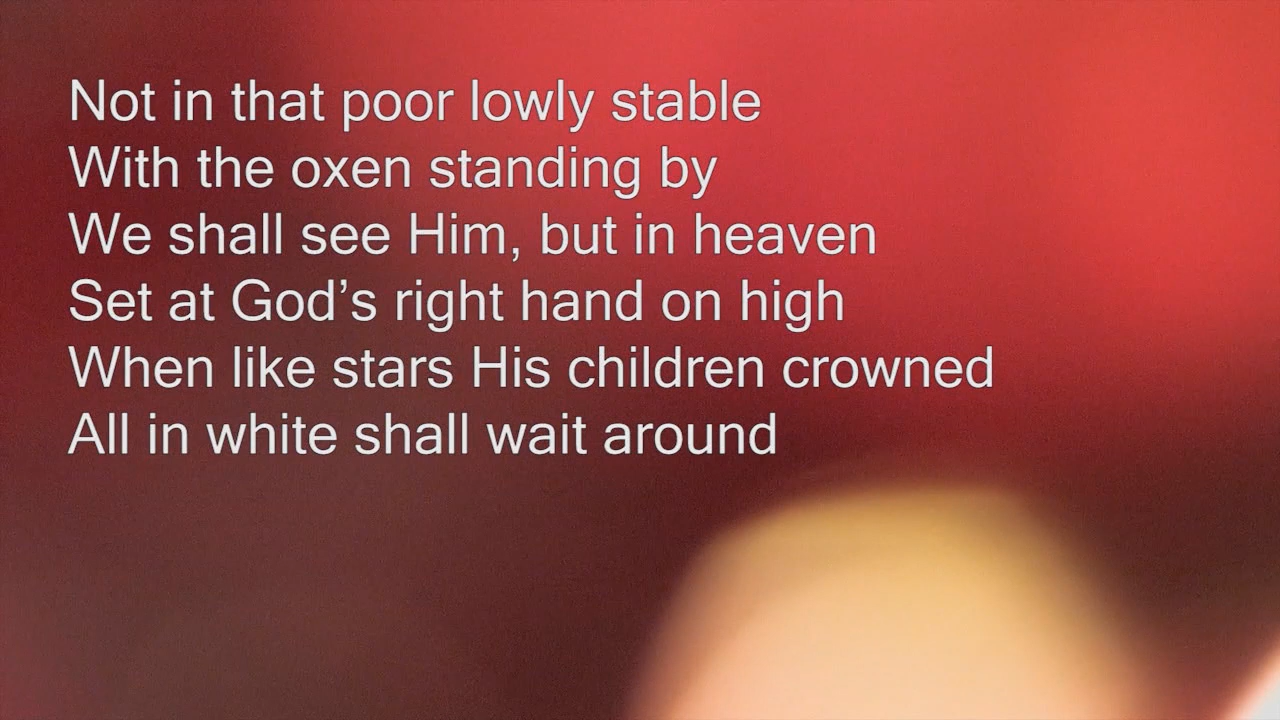 Not in that poor lowly stable
With the oxen standing by
We shall see Him, but in heaven
Set at God’s right hand on high
When like stars His children crowned
All in white shall wait around